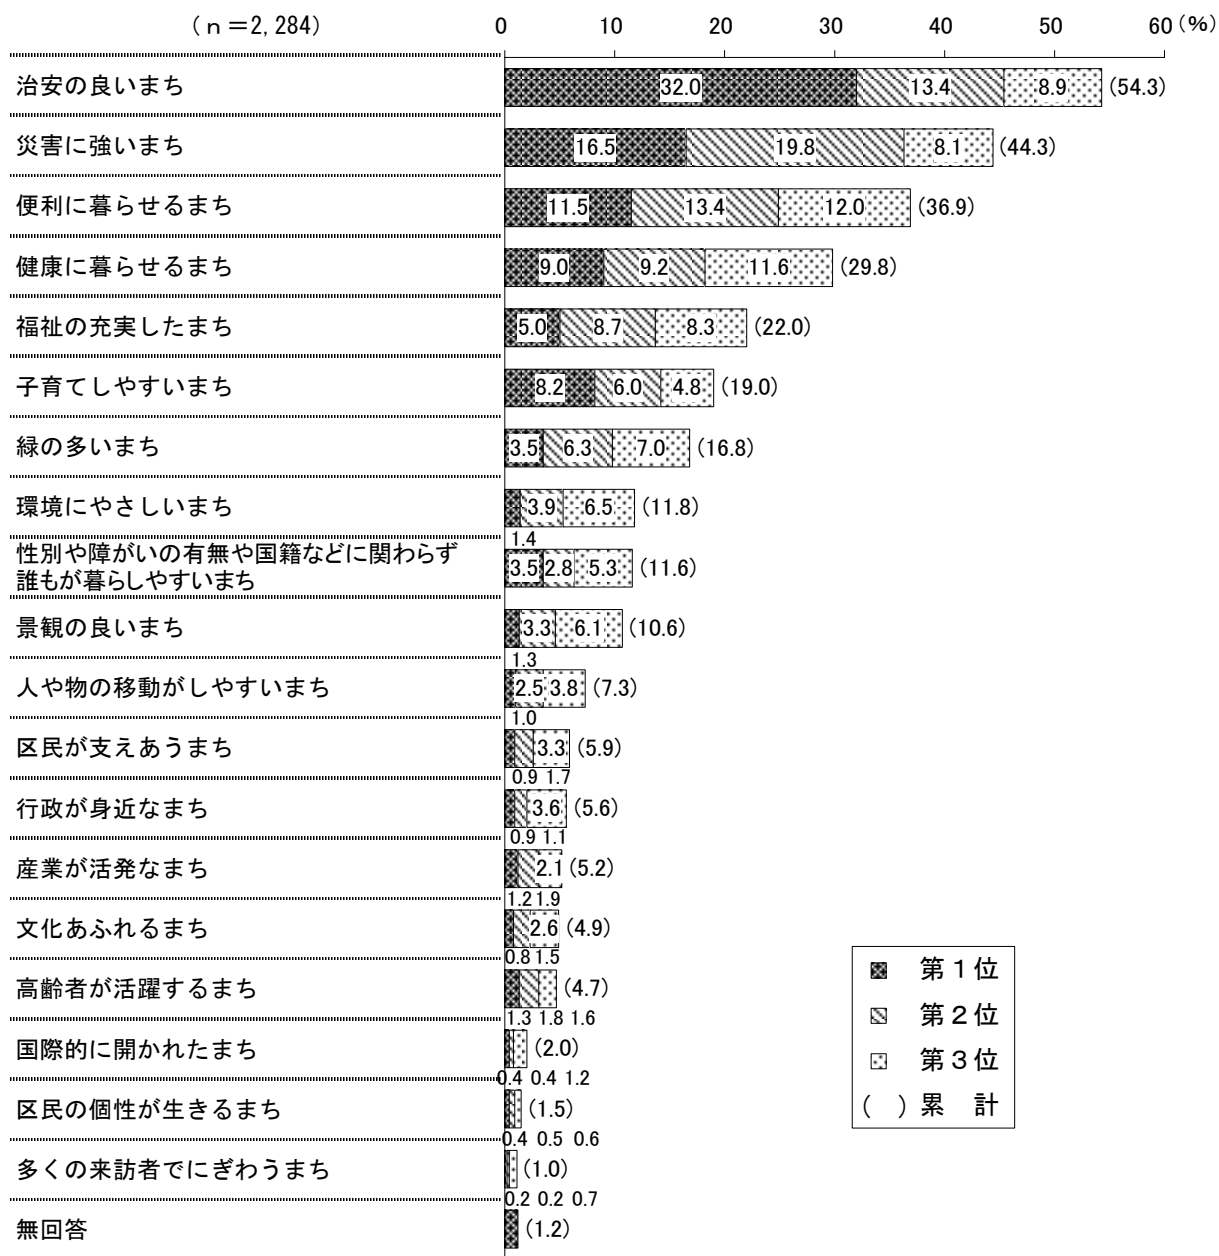 (n=2,284)
0 10 20 30 40 50 60(%)
治安の良いまち
32.0 13.4 8.9 (54.3)
災害に強いまち
16.5 19.8 8.1 (44.3)
便利に暮らせるまち
11.5 13.4 12.0 (36.9)
健康に暮らせるまち
9.0 9.2 11.6 (29.8)
福祉の充実したまち
5.0 8.7 8.3 (22.0)
子育てしやすいまち
8.2 6.0 4.8 (19.0)
緑の多いまち
3.5 6.3 7.0 (16.8)
環境にやさしいまち
3.9 6.5 (11.8)
1.4
性別や障がいの有無や国籍などに関わらず
誰もが暮らしやすいまち
3.5 2.8 5.3 (11.6)
景観の良いまち
3.3 6.1 (10.6)
1.3
人や物の移動がしやすいまち
2.5 3.8 (7.3)
1.0
区民が支えあうまち
3.3 (5.9)
0.9 1.7
行政が身近なまち
3.6 (5.6)
0.9 1.1
産業が活発なまち
2.1 (5.2)
1.2 1.9
文化あふれるまち
2.6 (4.9)
0.8 1.5
高齢者が活躍するまち
(4.7)
1.3 1.8 1.6
国際的に開かれたまち
(2.0)
0.4 0.4 1.2
区民の個性が生きるまち
(1.5)
0.4 0.5 0.6
多くの来訪者でにぎわうまち
(1.0)
0.2 0.2 0.7
無回答
(1.2)
第1位
第2位
第3位
( )累 計